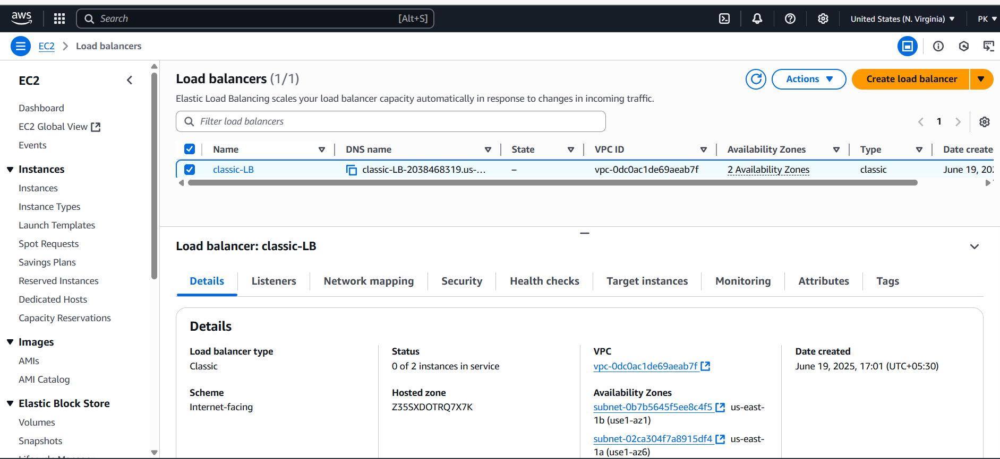 aws
Search [Alt+S]
United States (N. Virginia)
PK
EC2 Load balancers
EC2
Dashboard
EC2 Global View
Events
Instances
Instances
Instance Types
Launch Templates
Spot Requests
Savings Plans
Reserved Instances
Dedicated Hosts
Capacity Reservations
Images
AMIs
AMI Catalog
Elastic Block Store
Volumes
Snapshots
Load balancers (1/1)
Actions
Create load balancer
Elastic Load Balancing scales your load balancer capacity automatically in response to changes in incoming traffic.
Filter load balancers
1
Name DNS name State VPC ID Availability Zones Type Date create
classic-LB classic-LB-2038468319.us-... – vpc-0dc0ac1de69aeab7f 2 Availability Zones classic June 19, 202
Load balancer: classic-LB
Details Listeners Network mapping Security Health checks Target instances Monitoring Attributes Tags
Details
Load balancer type
Classic
Scheme
Internet-facing
Status
0 of 2 instances in service
Hosted zone
Z35SXDOTRQ7X7K
VPC
vpc-0dc0ac1de69aeab7f
Availability Zones
subnet-0b7b5645f5ee8c4f5 us-east-
1b (use1-az1)
subnet-02ca304f7a8915df4 us-east-
1a (use1-az6)
Date created
June 19, 2025, 17:01 (UTC+05:30)